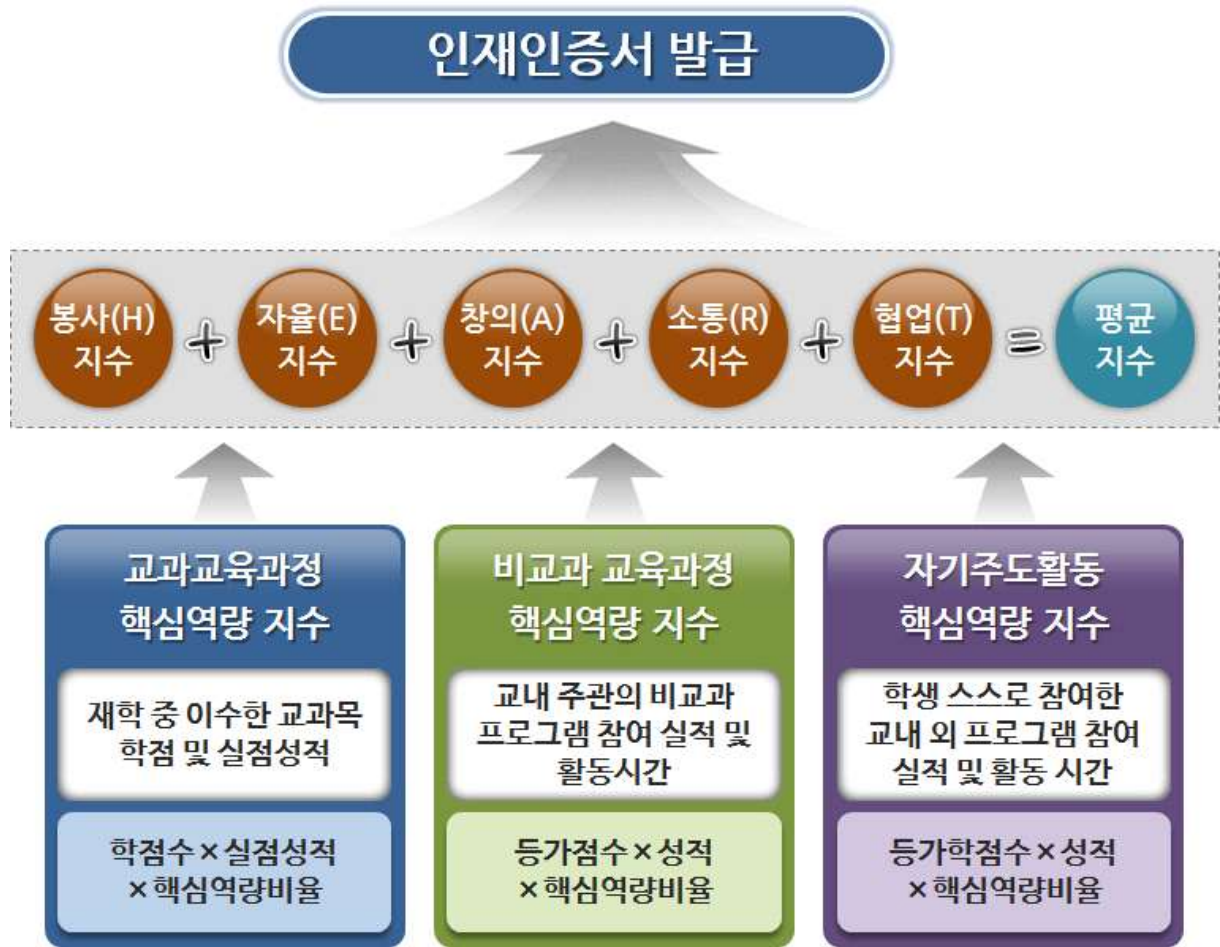 인재인증서 발급
봉사(H)
지수
+
자율(E)
지수
+
창의(A)
지수
+
소통(R)
지수
+
협업(T)
지수
=
평균
지수
교과교육과정
핵심역량 지수
재학 중 이수한 교과목
학점 및 실점성적
학점수×실점성적
×핵심역량비율
비교과 교육과정
핵심역량 지수
교내 주관의 비교과
프로그램 참여 실적 및
활동시간
등가점수×성적
×핵심역량비율
자기주도활동
핵심역량 지수
학생 스스로 참여한
교내 외 프로그램 참여
실적 및 활동 시간
등가학점수×성적
×핵심역량비율